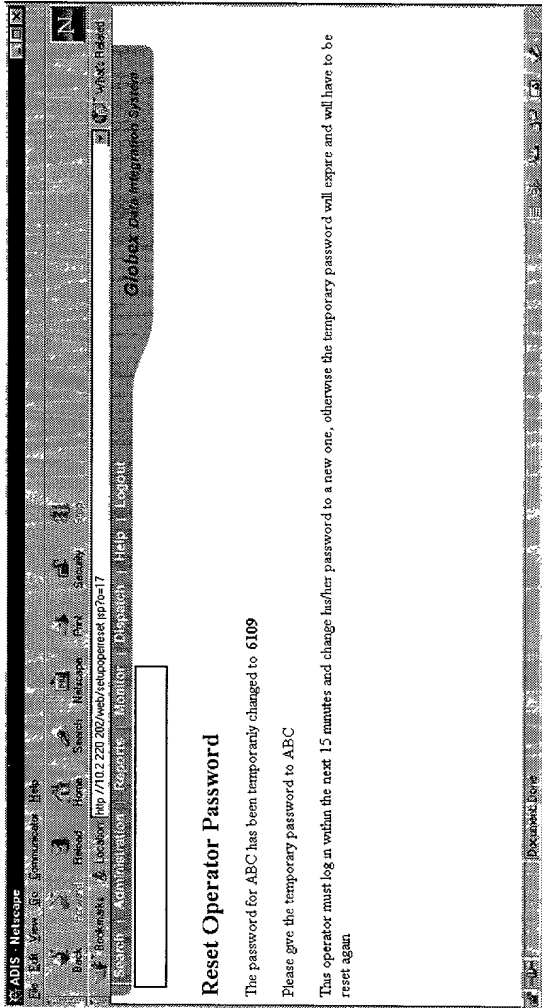 ADIS - Netscape
File Edit View Go Communicator Help
Back Forward Reload Home Search Netscape Print Security Stop
Bookmarks Location: http //10.2 220 202/web/setupoperreset jsp?o=17 What's Related
Search | Administration | Reports | Monitor | Dispatch | Help | Logout
Globex Data Integration System
Reset Operator Password
The password for ABC has been temporarily changed to 6109
Please give the temporary password to ABC
This operator must log in within the next 15 minutes and change his/her password to a new one, otherwise the temporary password will expire and will have to be
reset again
Document: Done